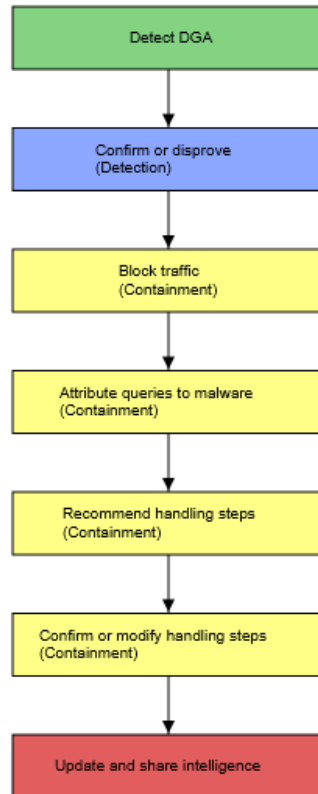 Detect DGA
Confirm or disprove
(Detection)
Block traffic
(Containment)
Attribute queries to malware
(Containment)
Recommend handling steps
(Containment)
Confirm or modify handling steps
(Containment)
Update and share intelligence